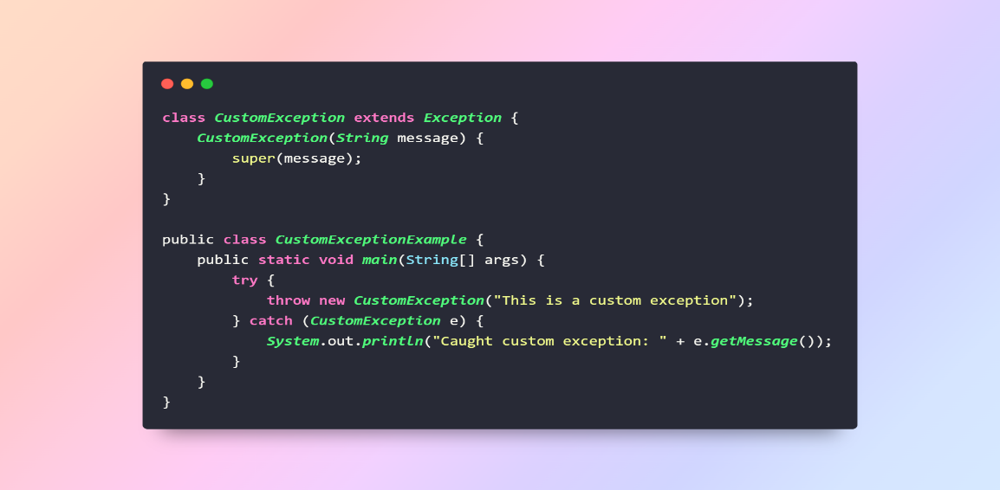 class CustomException extends Exception {
    CustomException(String message) {
        super(message);
    }
}

public class CustomExceptionExample {
    public static void main(String[] args) {
        try {
            throw new CustomException("This is a custom exception");
        } catch (CustomException e) {
            System.out.println("Caught custom exception: " + e.getMessage());
        }
    }
}